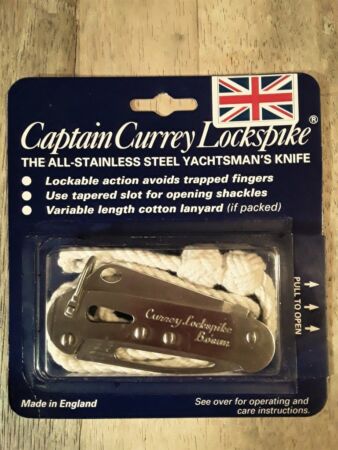 Captain Currey Lockspike®
THE ALL-STAINLESS STEEL YACHTSMAN'S KNIFE
Lockable action avoids trapped fingers
Use tapered slot for opening shackles
Variable length cotton lanyard (if packed)
PULL TO OPEN
Currey Lockspike
Bosun
Made in England
See over for operating and
care instructions.